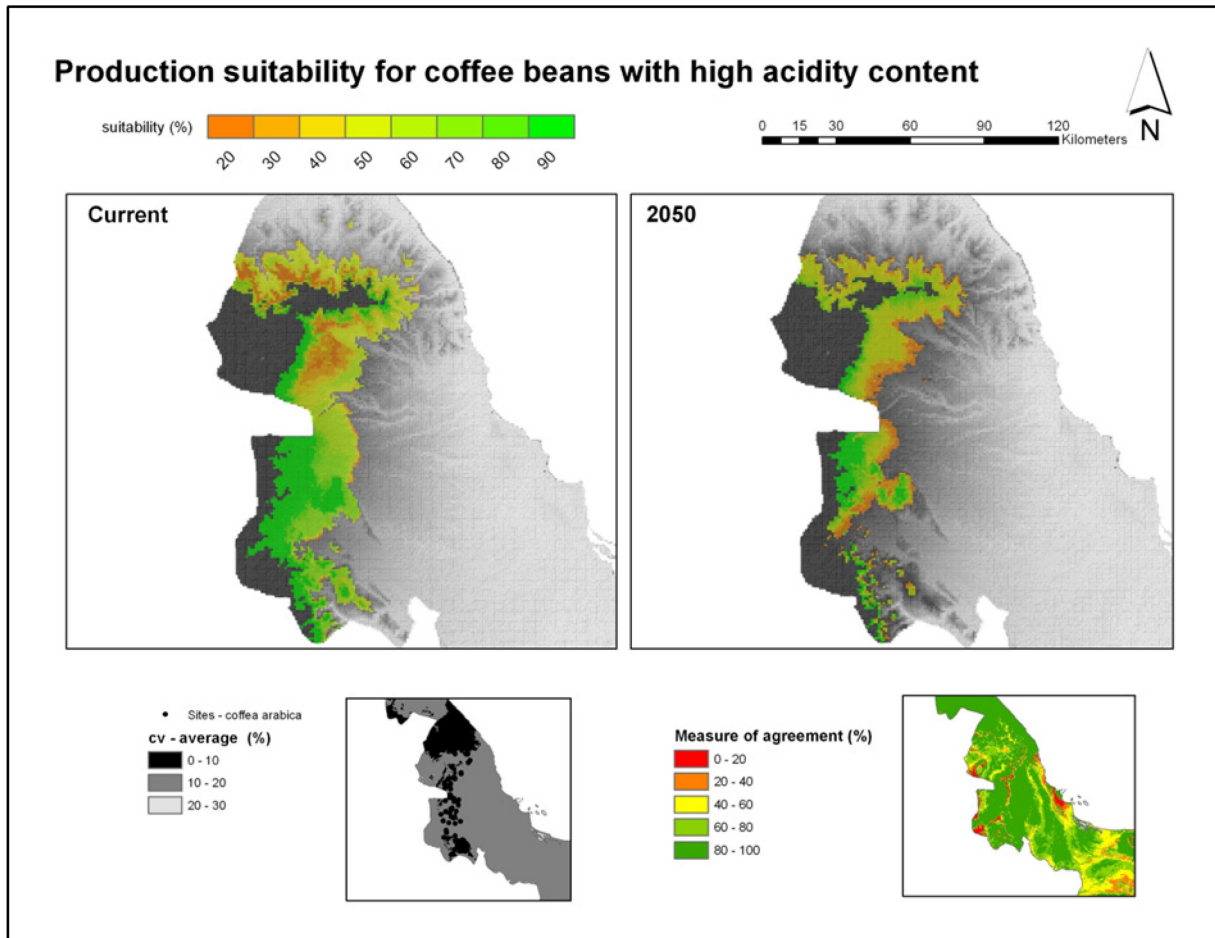 Production suitability for coffee beans with high acidity content
suitability (%)
20 30 40 50 60 70 80 90
0 15 30 60 90 120
Kilometers
N
Current
2050
Sites - coffea arabica
cv - average (%)
0 - 10
10 - 20
20 - 30
Measure of agreement (%)
0 - 20
20 - 40
40 - 60
60 - 80
80 - 100